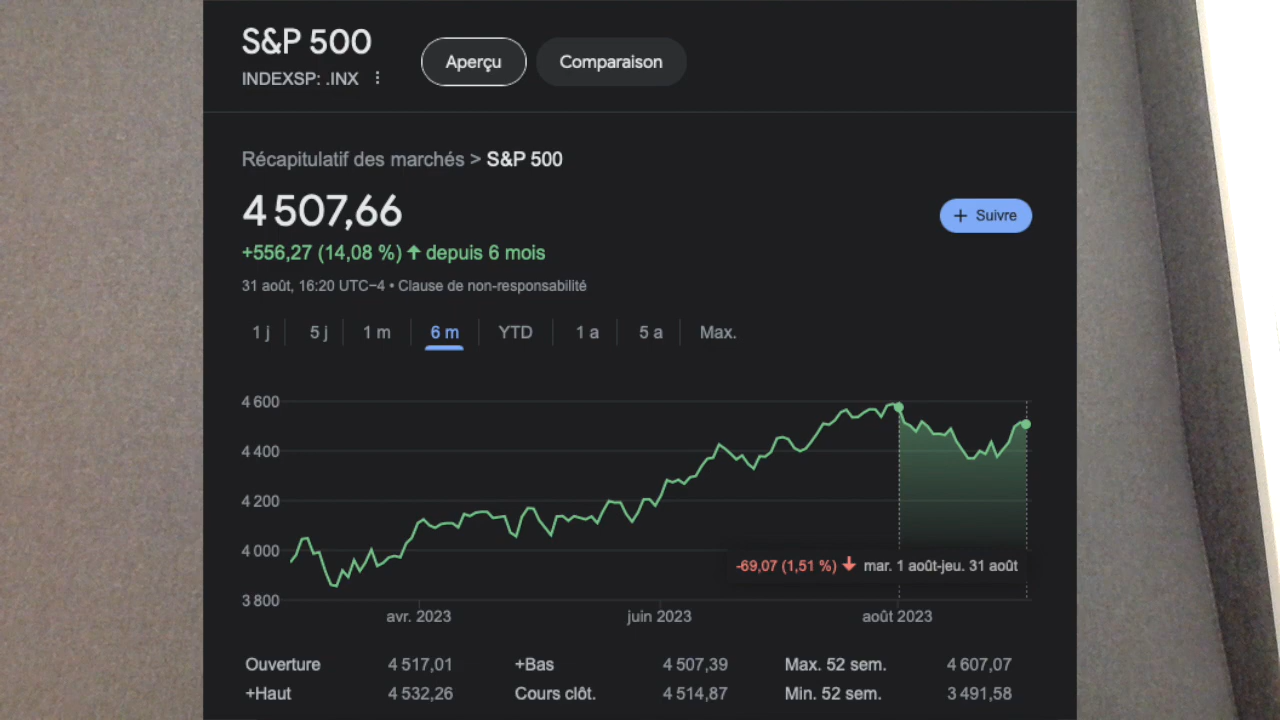 S&P 500
INDEXSP: .INX
Aperçu
Comparaison
Récapitulatif des marchés > S&P 500
4 507,66
+ Suivre
+556,27 (14,08 %) ↑ depuis 6 mois
31 août, 16:20 UTC−4 • Clause de non-responsabilité
1 j 5 j 1 m 6 m YTD 1 a 5 a Max.
4 600
4 400
4 200
4 000
3 800
-69,07 (1,51 %) ↓ mar. 1 août-jeu. 31 août
avr. 2023 juin 2023 août 2023
Ouverture 4 517,01 +Bas 4 507,39 Max. 52 sem. 4 607,07
+Haut 4 532,26 Cours clôt. 4 514,87 Min. 52 sem. 3 491,58